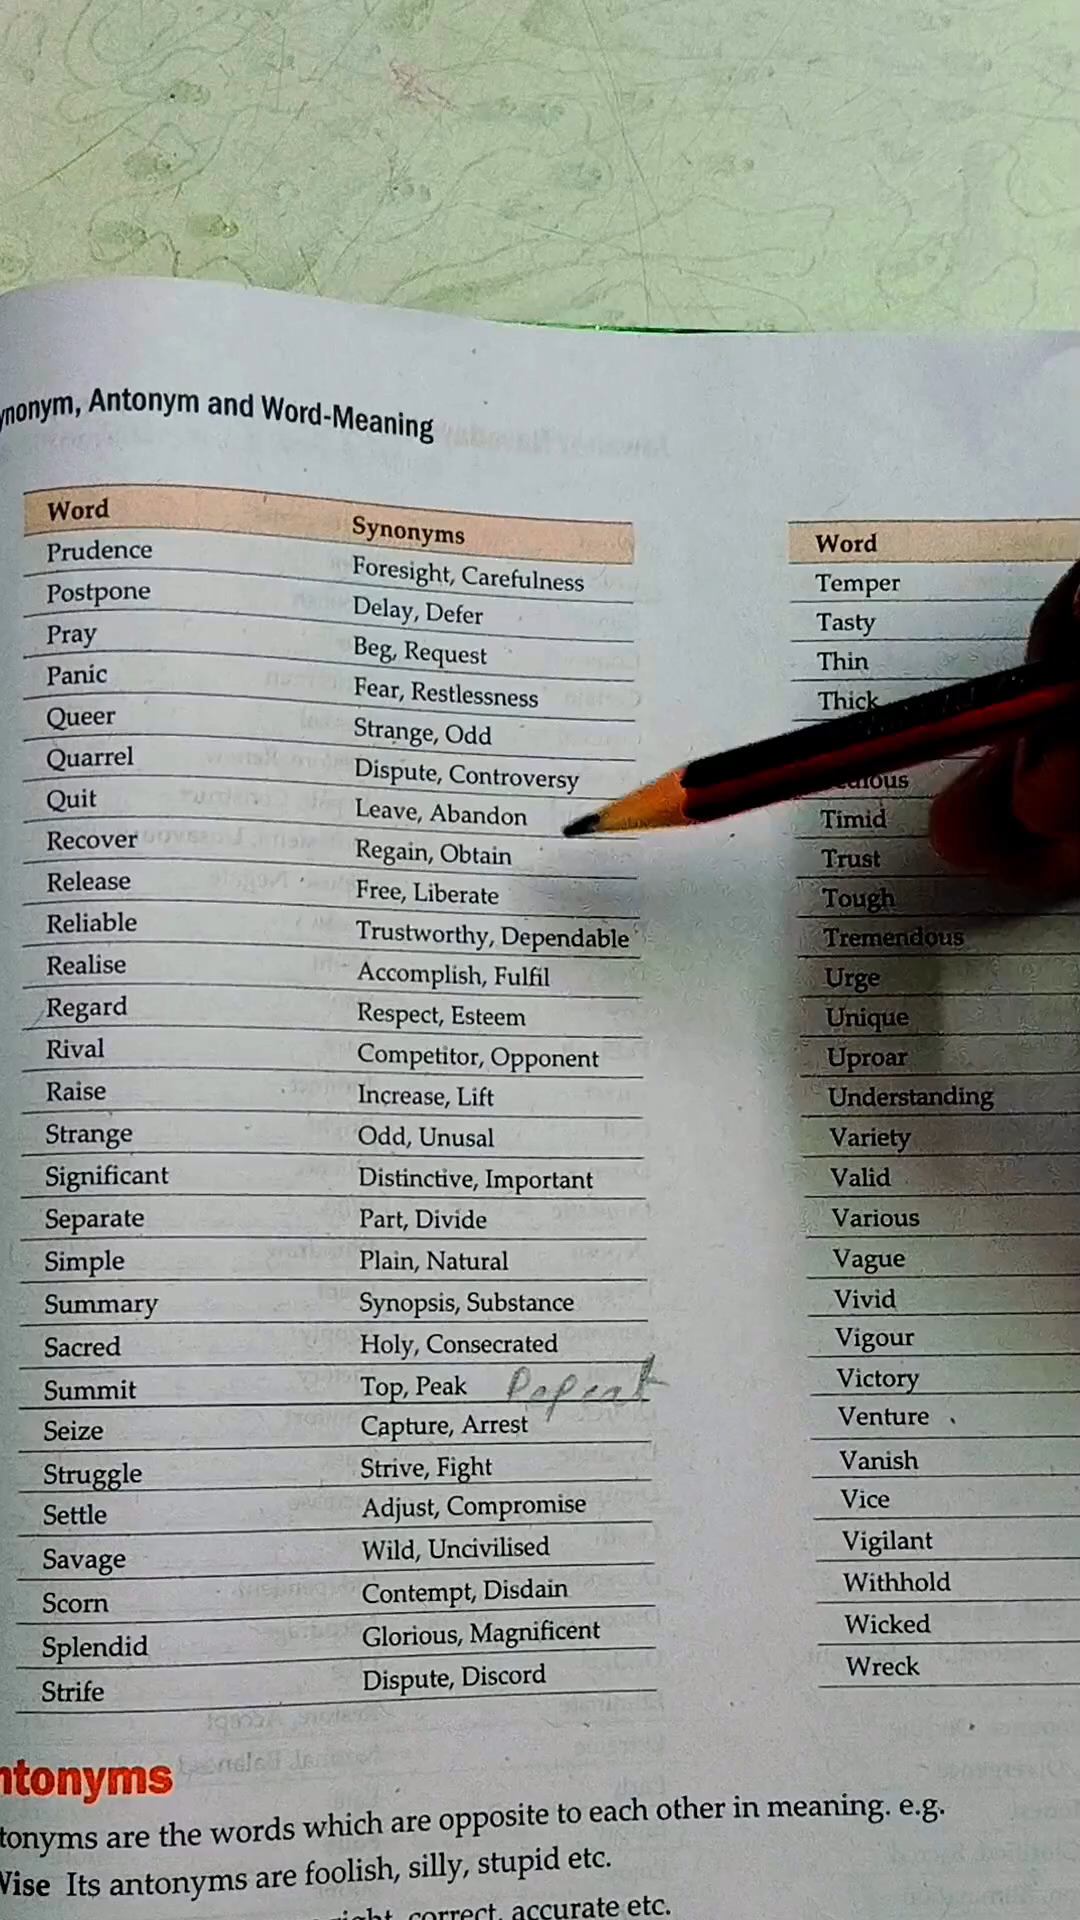 ynonym, Antonym and Word-Meaning
Word Synonyms
Prudence Foresight, Carefulness
Postpone Delay, Defer
Pray Beg, Request
Panic Fear, Restlessness
Queer Strange, Odd
Quarrel Dispute, Controversy
Quit Leave, Abandon
Recover Regain, Obtain
Release Free, Liberate
Reliable Trustworthy, Dependable
Realise Accomplish, Fulfil
Regard Respect, Esteem
Rival Competitor, Opponent
Raise Increase, Lift
Strange Odd, Unusal
Significant Distinctive, Important
Separate Part, Divide
Simple Plain, Natural
Summary Synopsis, Substance
Sacred Holy, Consecrated
Summit Top, Peak Repeat
Seize Capture, Arrest
Struggle Strive, Fight
Settle Adjust, Compromise
Savage Wild, Uncivilised
Scorn Contempt, Disdain
Splendid Glorious, Magnificent
Strife Dispute, Discord
Word
Temper
Tasty
Thin
Thick
Timid
Trust
Tough
Tremendous
Urge
Unique
Uproar
Understanding
Variety
Valid
Various
Vague
Vivid
Vigour
Victory
Venture
Vanish
Vice
Vigilant
Withhold
Wicked
Wreck
ntonyms
tonyms are the words which are opposite to each other in meaning. e.g.
Wise Its antonyms are foolish, silly, stupid etc.
right, correct, accurate etc.